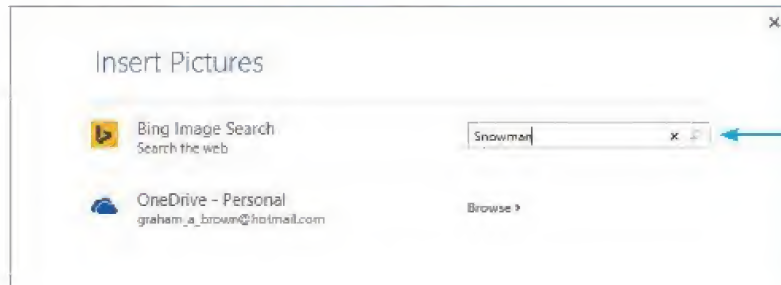 Insert Pictures
Bing Image Search
Search the web
Snowman
OneDrive - Personal
graham_a_brown@hotmail.com
Browse